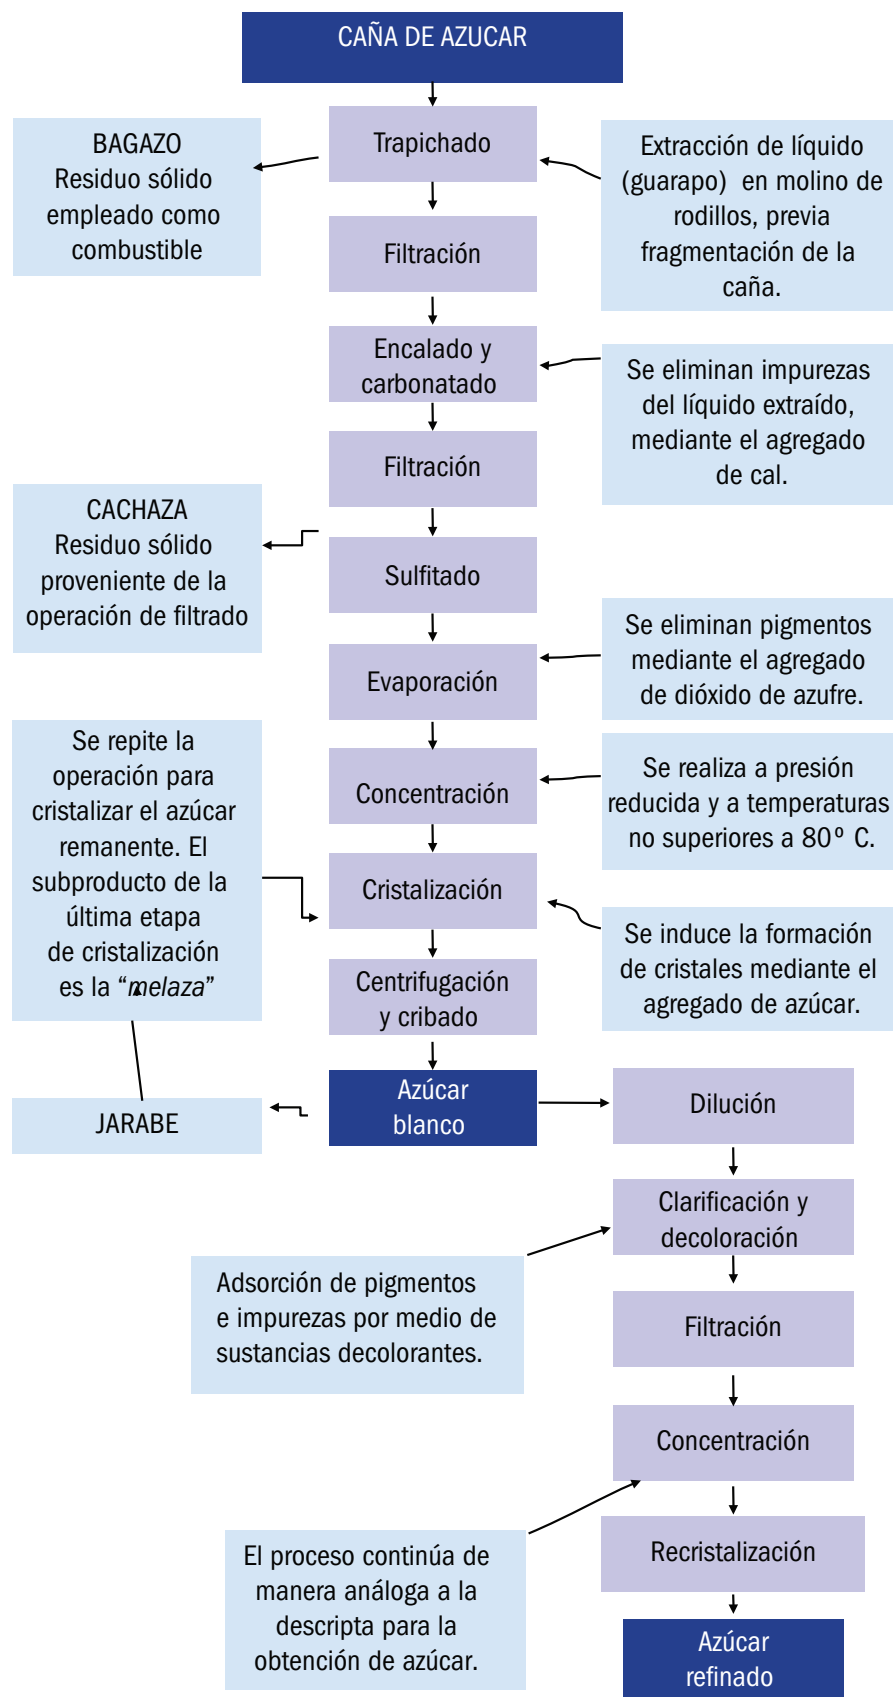 CAÑA DE AZUCAR
Trapichado
BAGAZO
Residuo sólido
empleado como
combustible
Extracción de líquido
(guarapo) en molino de
rodillos, previa
fragmentación de la
caña.
Filtración
Encalado y
carbonatado
Se eliminan impurezas
del líquido extraído,
mediante el agregado
de cal.
Filtración
CACHAZA
Residuo sólido
proveniente de la
operación de filtrado
Sulfitado
Evaporación
Se eliminan pigmentos
mediante el agregado
de dióxido de azufre.
Concentración
Se realiza a presión
reducida y a temperaturas
no superiores a 80º C.
Se repite la
operación para
cristalizar el azúcar
remanente. El
subproducto de la
última etapa
de cristalización
es la “melaza”
Cristalización
Se induce la formación
de cristales mediante el
agregado de azúcar.
Centrifugación
y cribado
Azúcar
blanco
JARABE
Dilución
Clarificación y
decoloración
Adsorción de pigmentos
e impurezas por medio de
sustancias decolorantes.
Filtración
Concentración
El proceso continúa de
manera análoga a la
descripta para la
obtención de azúcar.
Recristalización
Azúcar
refinado